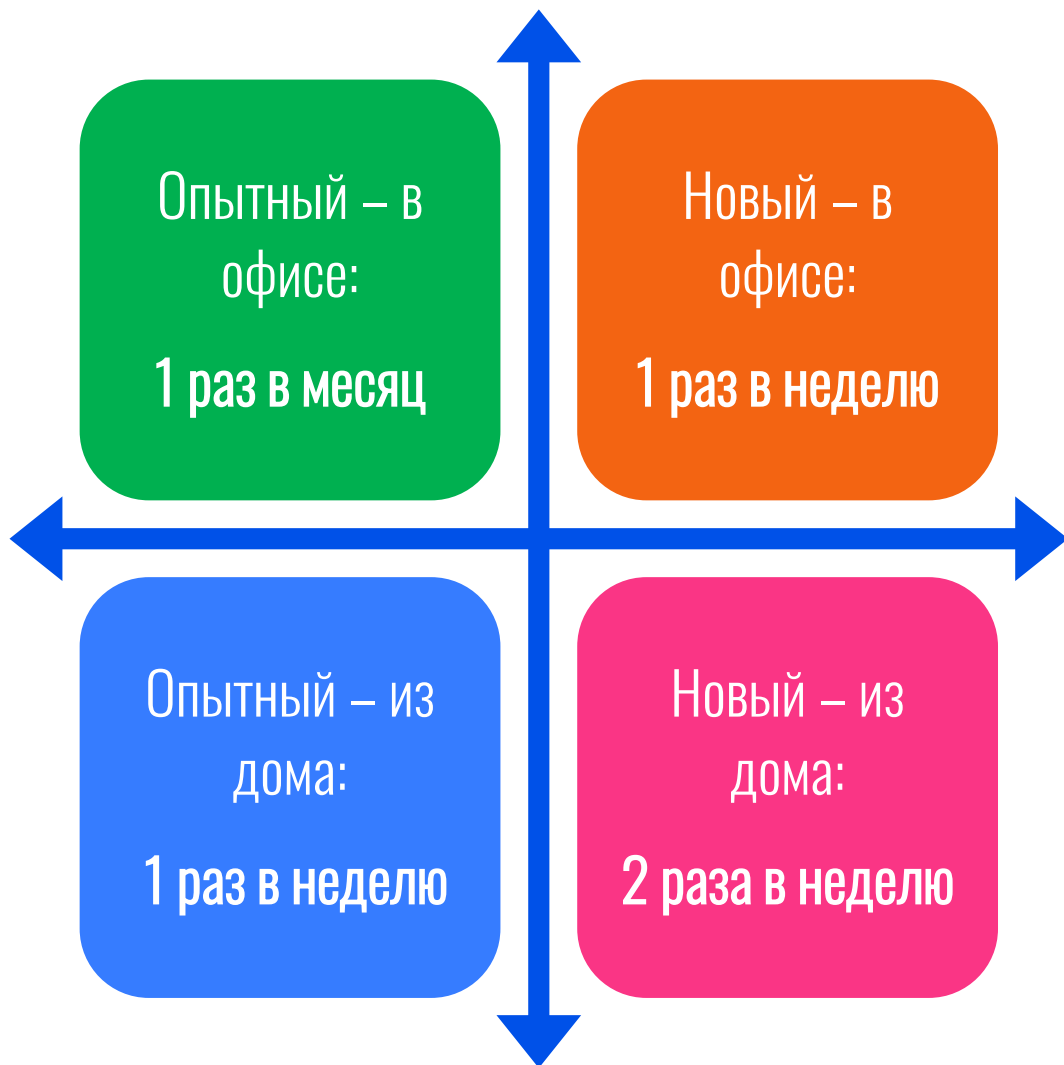 Опытный – в
офисе:
1 раз в месяц
Новый – в
офисе:
1 раз в неделю
Опытный – из
дома:
1 раз в неделю
Новый – из
дома:
2 раза в неделю